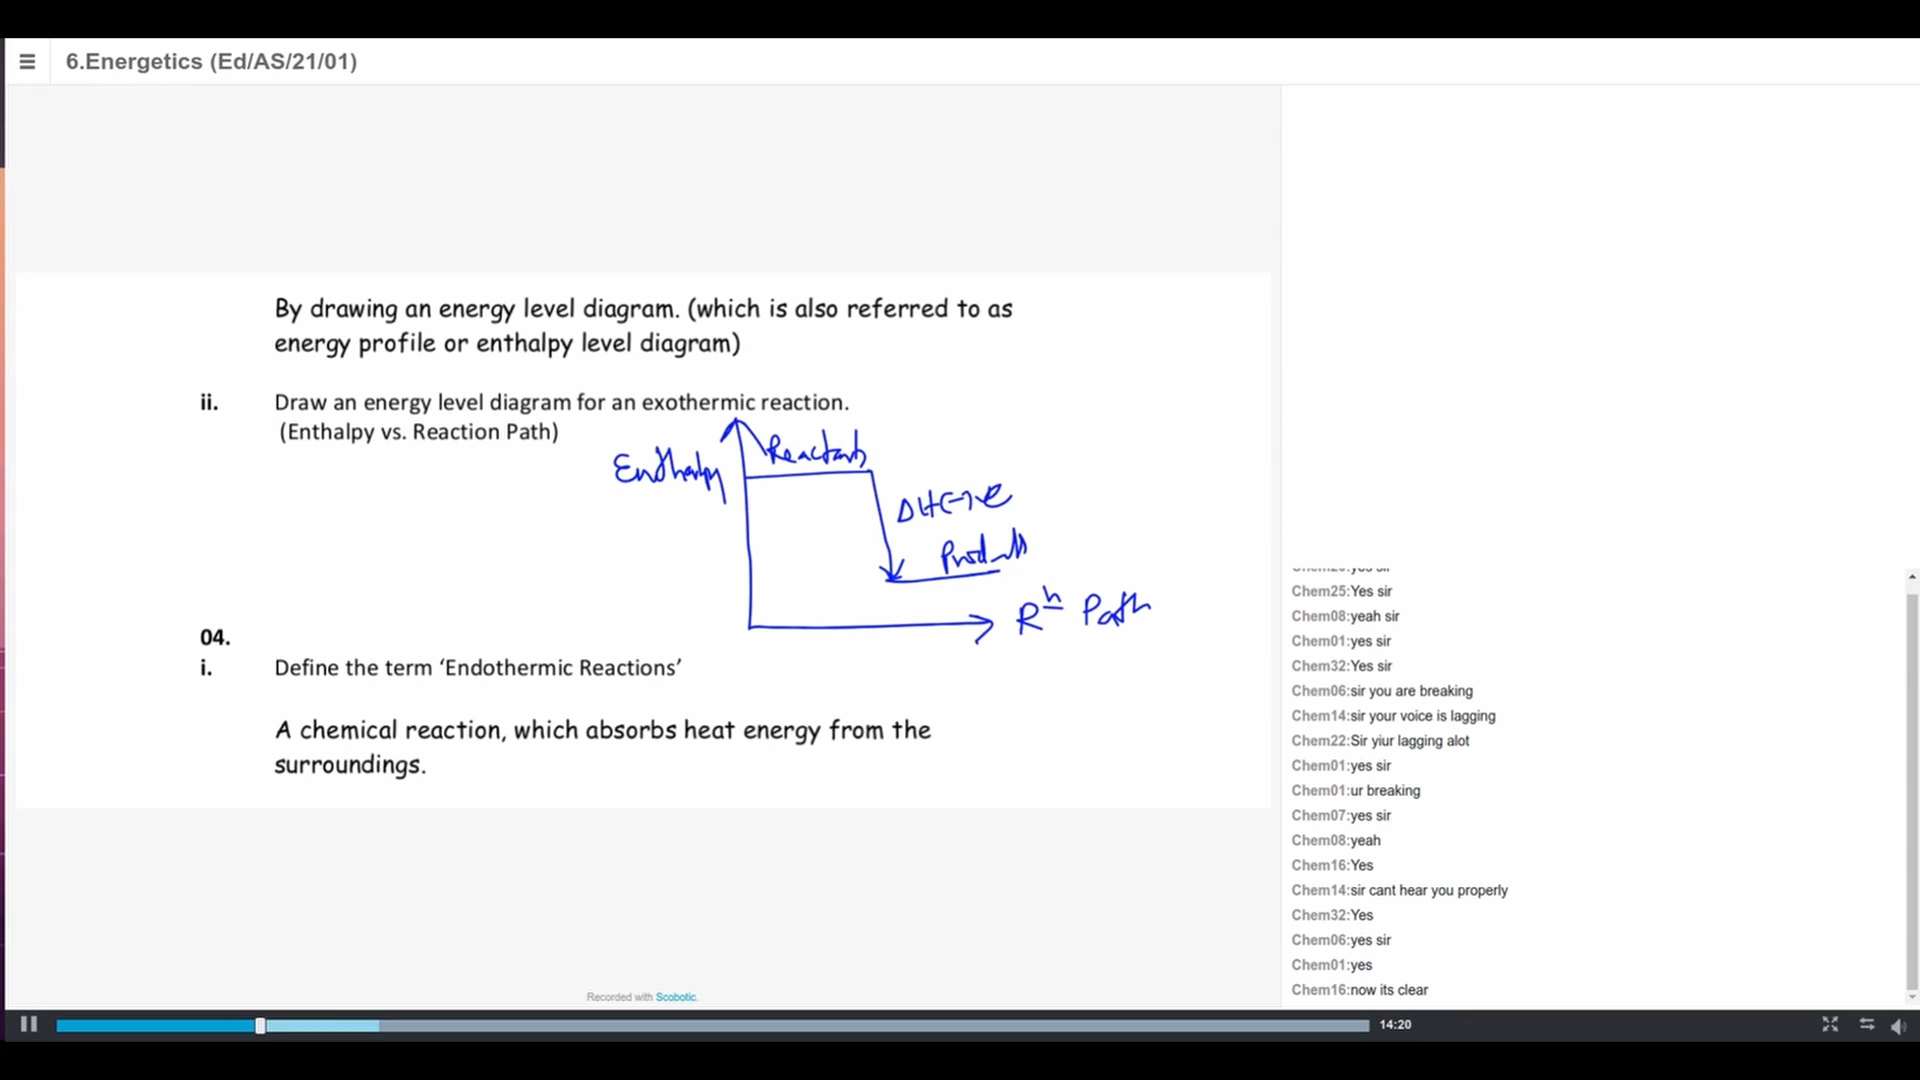 6.Energetics (Ed/AS/21/01)
By drawing an energy level diagram. (which is also referred to as
energy profile or enthalpy level diagram)
ii. Draw an energy level diagram for an exothermic reaction.
(Enthalpy vs. Reaction Path)
Enthalpy
Reactants
ΔH(-)ve
Products
Rn Path
04.
i. Define the term ‘Endothermic Reactions’
A chemical reaction, which absorbs heat energy from the
surroundings.
Recorded with Scobotic.
Chem25:Yes sir
Chem08:yeah sir
Chem01:yes sir
Chem32:Yes sir
Chem06:sir you are breaking
Chem14:sir your voice is lagging
Chem22:Sir yiur lagging alot
Chem01:yes sir
Chem01:ur breaking
Chem07:yes sir
Chem08:yeah
Chem16:Yes
Chem14:sir cant hear you properly
Chem32:Yes
Chem06:yes sir
Chem01:yes
Chem16:now its clear
14:20